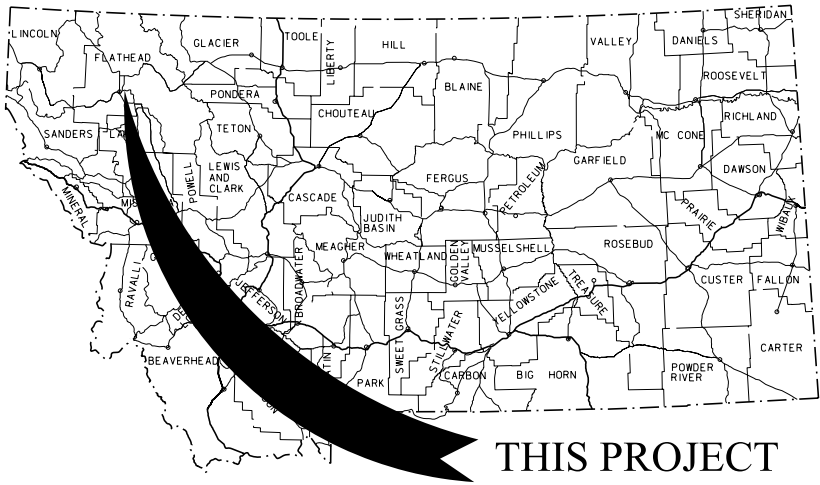 SHERIDAN
LINCOLN
GLACIER
TOOLE
LIBERTY
HILL
VALLEY
DANIELS
FLATHEAD
ROOSEVELT
PONDERA
BLAINE
CHOUTEAU
RICHLAND
SANDERS
TETON
PHILLIPS
MC CONE
GARFIELD
LEWIS
AND
CLARK
POWELL
FERGUS
PETROLEUM
DAWSON
MINERAL
CASCADE
JUDITH
BASIN
PRAIRIE
WIBAUX
MEAGHER
WHEATLAND
GOLDEN
VALLEY
MUSSELSHELL
ROSEBUD
RAVALLI
BROADWATER
JEFFERSON
TREASURE
CUSTER
FALLON
YELLOWSTONE
SWEET GRASS
STILLWATER
BEAVERHEAD
PARK
CARBON
BIG HORN
POWDER
RIVER
CARTER
THIS PROJECT